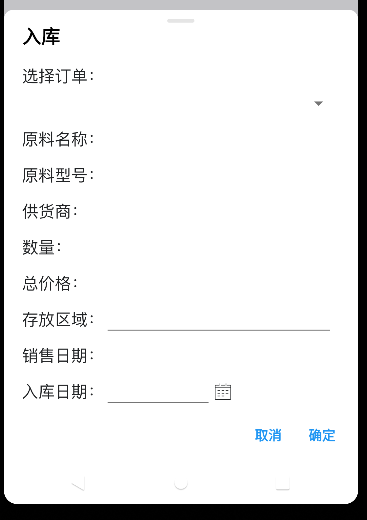 入库
选择订单：
原料名称：
原料型号：
供货商：
数量：
总价格：
存放区域：
销售日期：
入库日期：
取消 确定